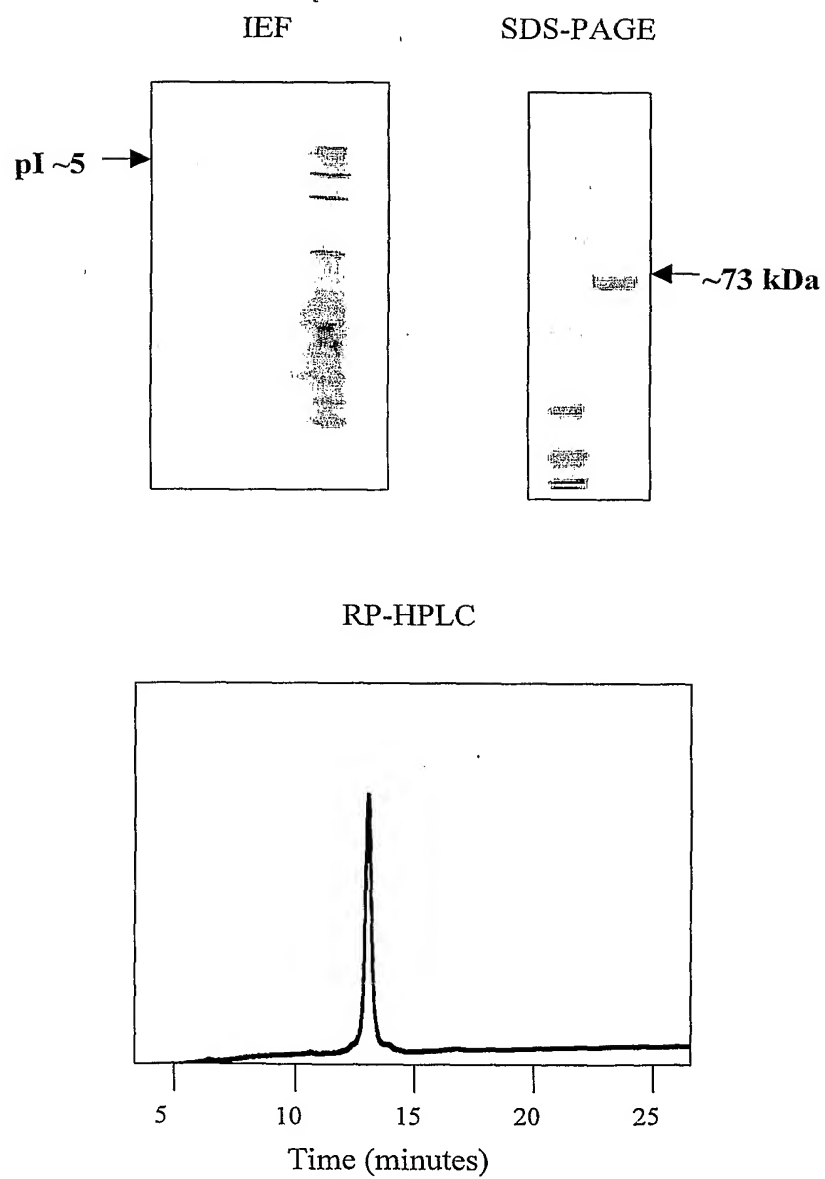 IEF
SDS-PAGE
pI ~5
~73 kDa
RP-HPLC
5 10 15 20 25
Time (minutes)